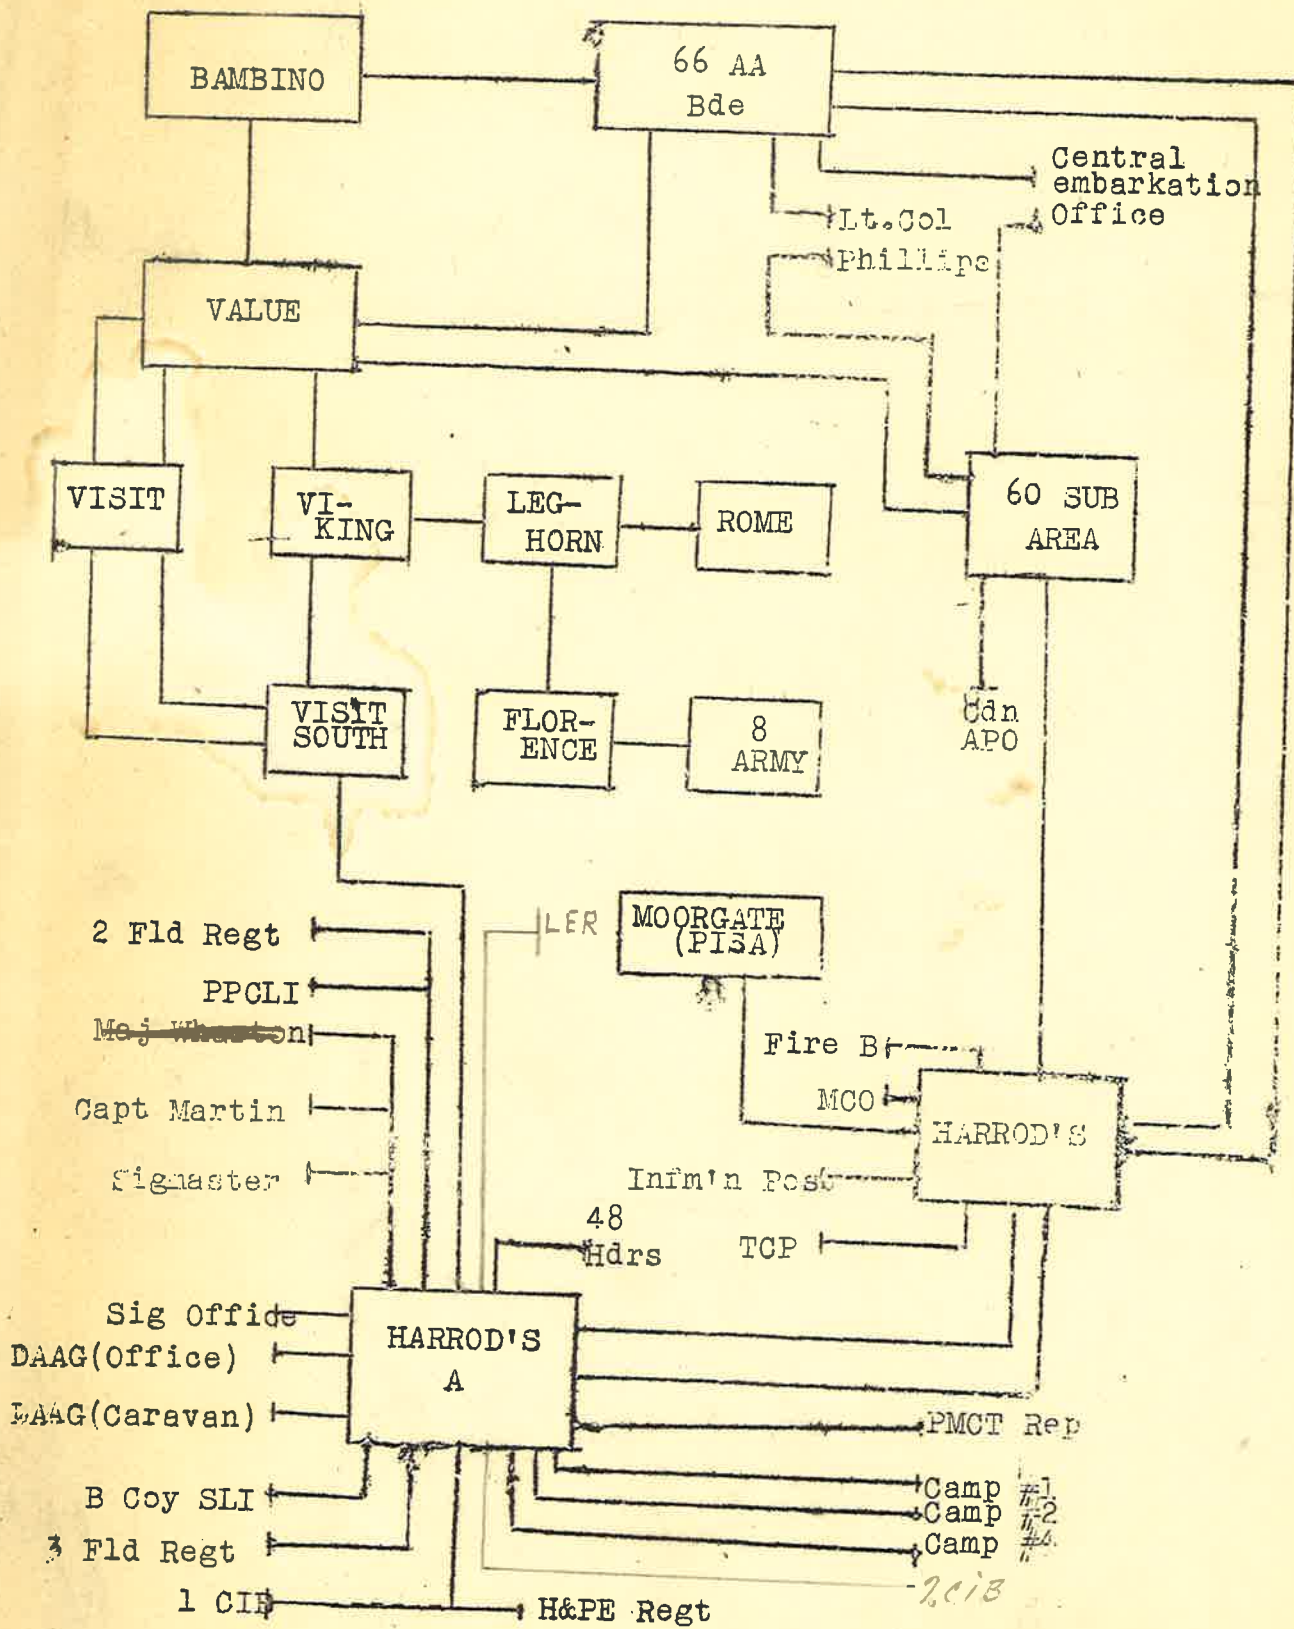 BAMBINO
66 AA
Bde
Central
embarkation
Office
Lt.Col
Phillips
VALUE
VISIT
VI-
KING
LEG-
HORN
ROME
60 SUB
AREA
VISIT
SOUTH
FLOR-
ENCE
8
ARMY
Cdn
APO
2 Fld Regt
LER
MOORGATE
(PISA)
PPCLI
Maj Wharton
Fire B
Capt Martin
MCO
HARROD'S
Sigmaster
Infm'n Post
48
Hdrs
TCP
Sig Office
DAAG(Office)
HARROD'S
A
DAAG(Caravan)
PMCT Rep
B Coy SLI
Camp #1
Camp #2
Camp #4
3 Fld Regt
2 CIB
1 CIB
H&PE Regt